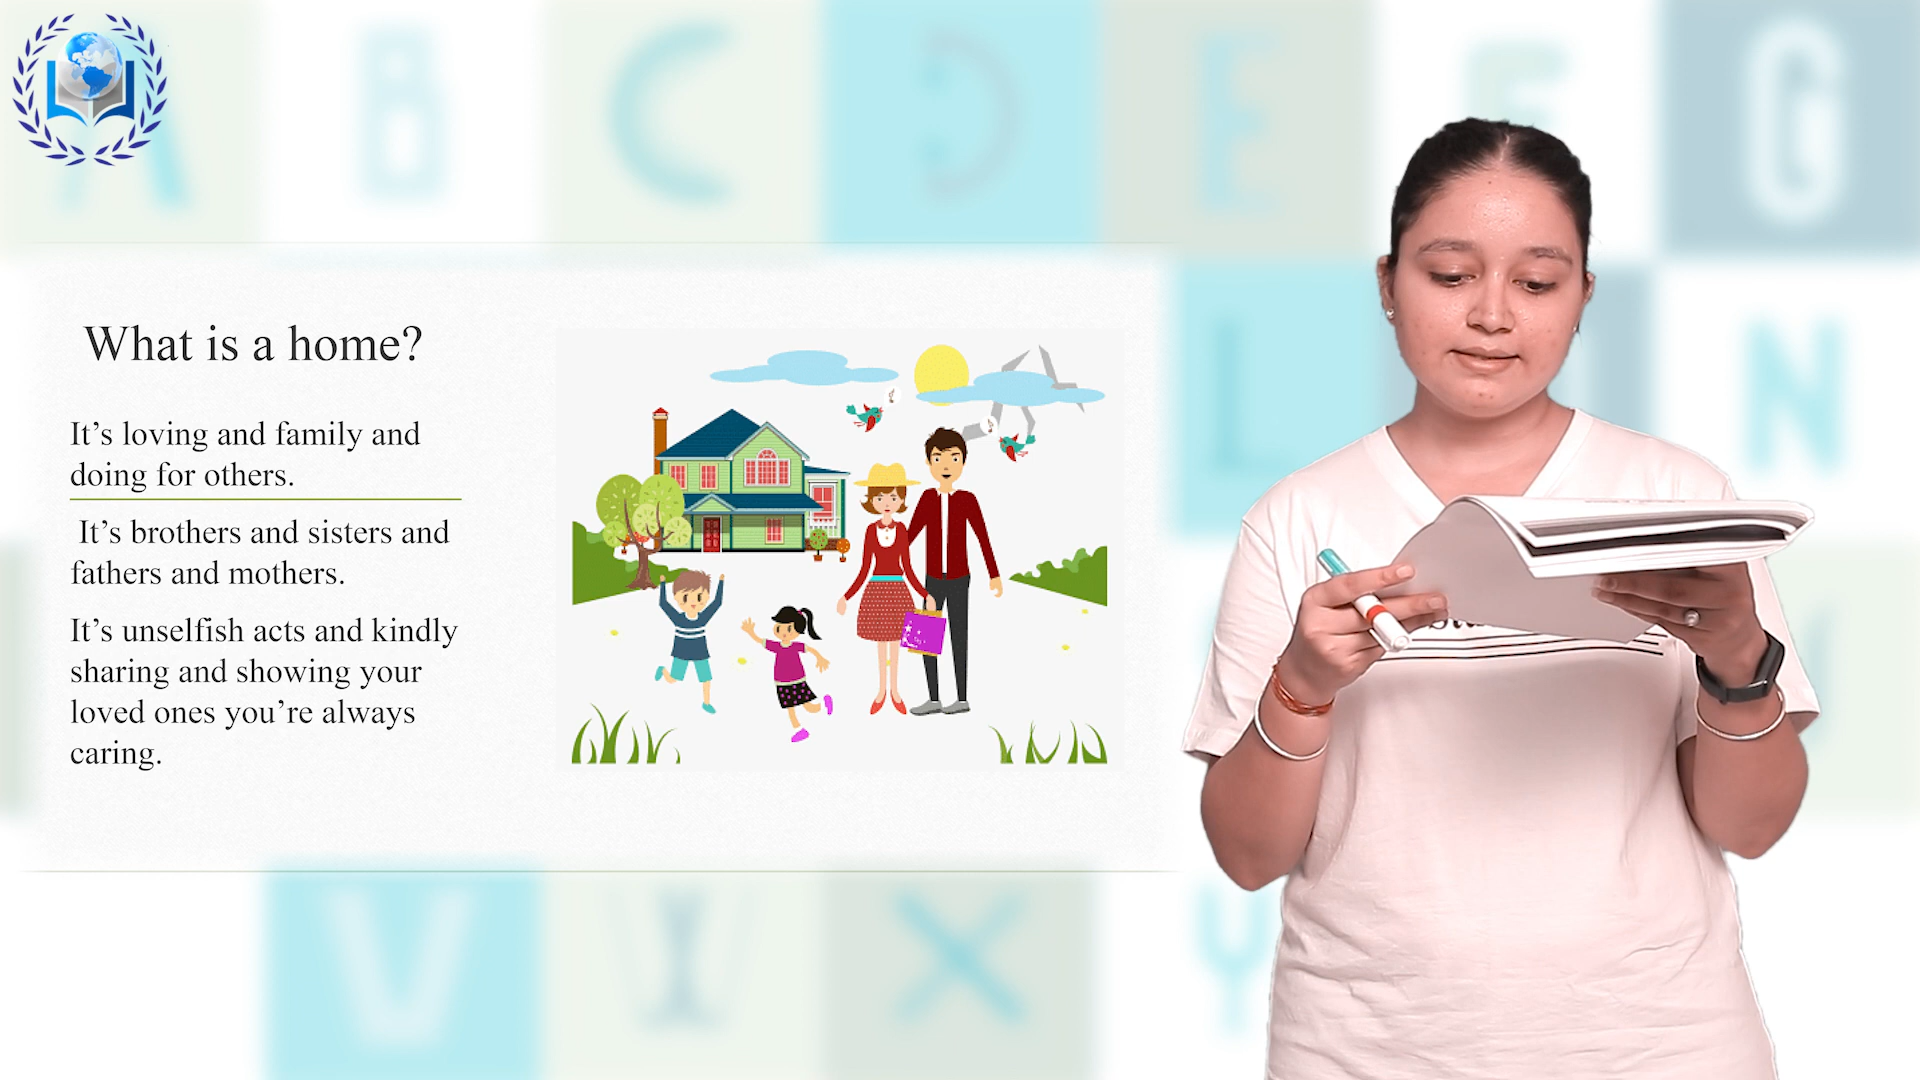 A B C D E F G
What is a home?
It’s loving and family and
doing for others.
It’s brothers and sisters and
fathers and mothers.
It’s unselfish acts and kindly
sharing and showing your
loved ones you’re always
caring.
L N
V X Y